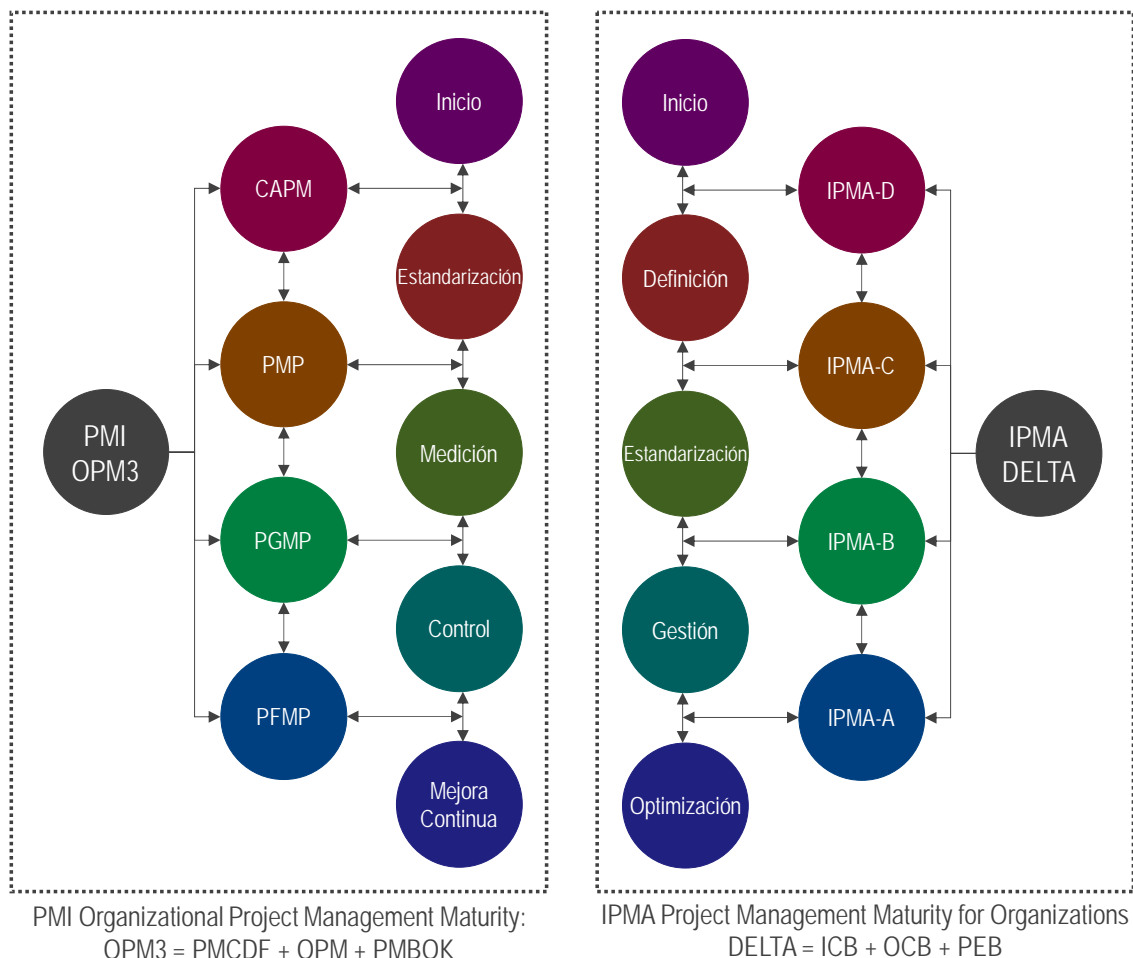 Inicio
CAPM
Estandarización
PMP
PMI
OPM3
Medición
PGMP
Control
PFMP
Mejora
Continua
PMI Organizational Project Management Maturity:
OPM3 = PMCDF + OPM + PMBOK
Inicio
IPMA-D
Definición
IPMA-C
Estandarización
IPMA
DELTA
IPMA-B
Gestión
IPMA-A
Optimización
IPMA Project Management Maturity for Organizations
DELTA = ICB + OCB + PEB